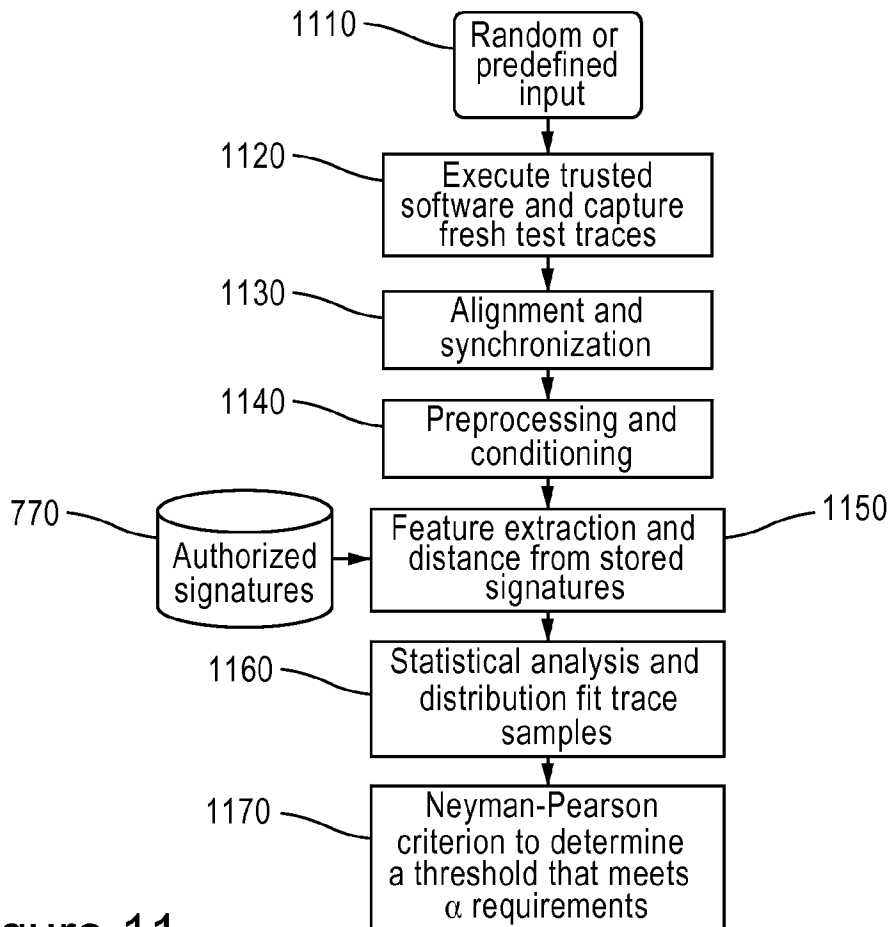 1110
Random or
predefined
input
1120
Execute trusted
software and capture
fresh test traces
1130
Alignment and
synchronization
1140
Preprocessing and
conditioning
770
Authorized
signatures
1150
Feature extraction and
distance from stored
signatures
1160
Statistical analysis and
distribution fit trace
samples
1170
Neyman-Pearson
criterion to determine
a threshold that meets
α requirements